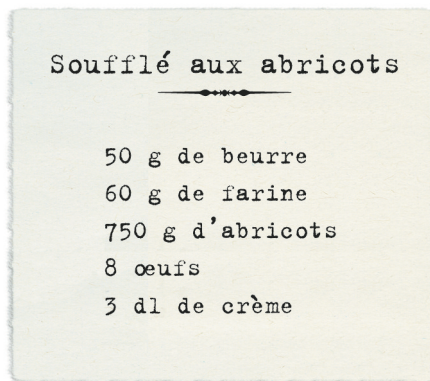 Soufflé aux abricots
50 g de beurre
60 g de farine
750 g d'abricots
8 œufs
3 dl de crème